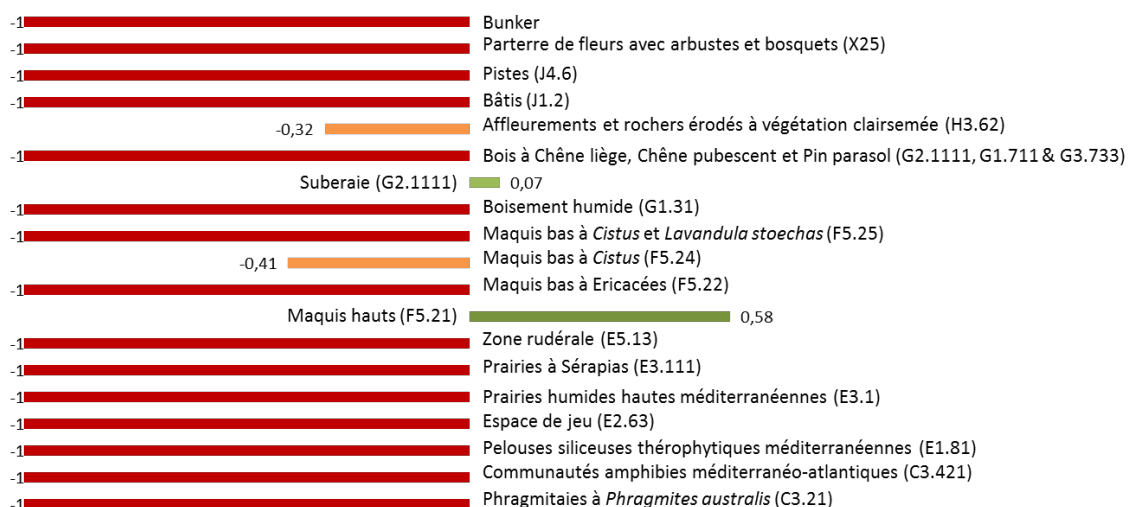 -1 Bunker
-1 Parterre de fleurs avec arbustes et bosquets (X25)
-1 Pistes (J4.6)
-1 Bâtis (J1.2)
-0,32 Affleurements et rochers érodés à végétation clairsemée (H3.62)
-1 Bois à Chêne liège, Chêne pubescent et Pin parasol (G2.1111, G1.711 & G3.733)
Suberaie (G2.1111) 0,07
-1 Boisement humide (G1.31)
-1 Maquis bas à Cistus et Lavandula stoechas (F5.25)
-0,41 Maquis bas à Cistus (F5.24)
-1 Maquis bas à Ericacées (F5.22)
Maquis hauts (F5.21) 0,58
-1 Zone rudérale (E5.13)
-1 Prairies à Sérapias (E3.111)
-1 Prairies humides hautes méditerranéennes (E3.1)
-1 Espace de jeu (E2.63)
-1 Pelouses siliceuses thérophytiques méditerranéennes (E1.81)
-1 Communautés amphibies méditerranéo-atlantiques (C3.421)
-1 Phragmitaies à Phragmites australis (C3.21)